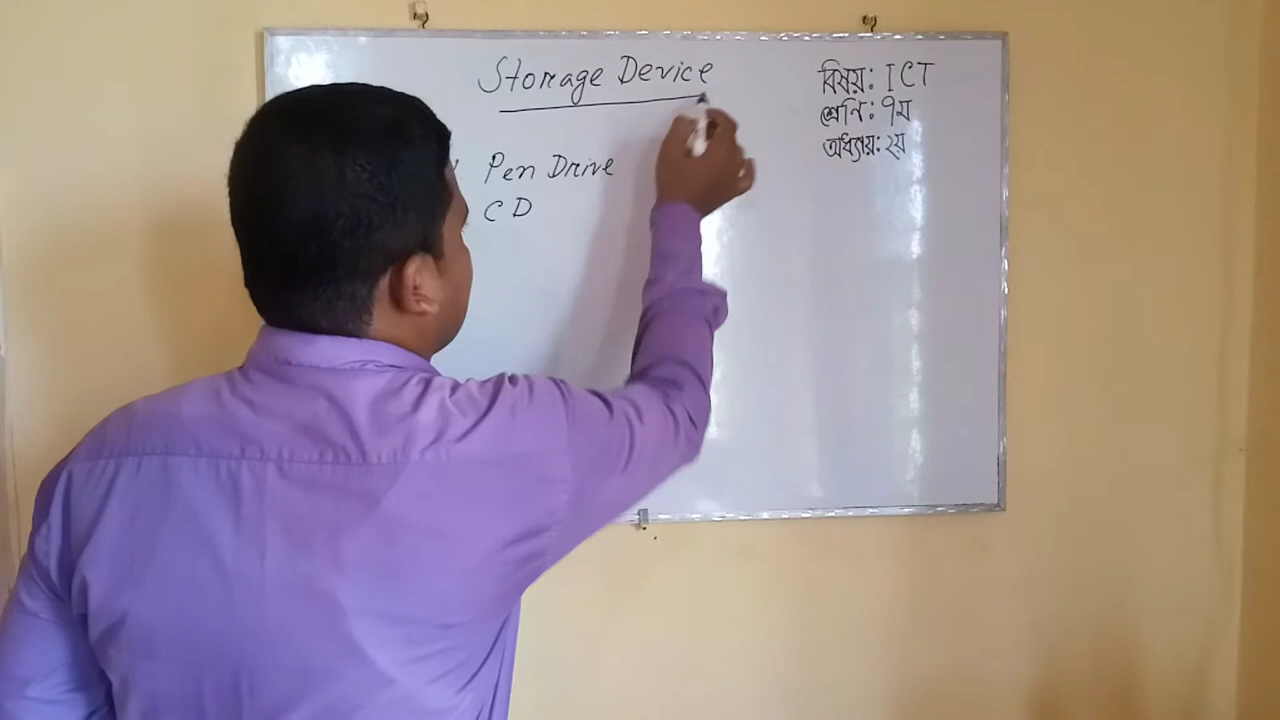 Storage Device
Pen Drive
CD
বিষয়: ICT
শ্রেণি: ৭ম
অধ্যায়: ২য়